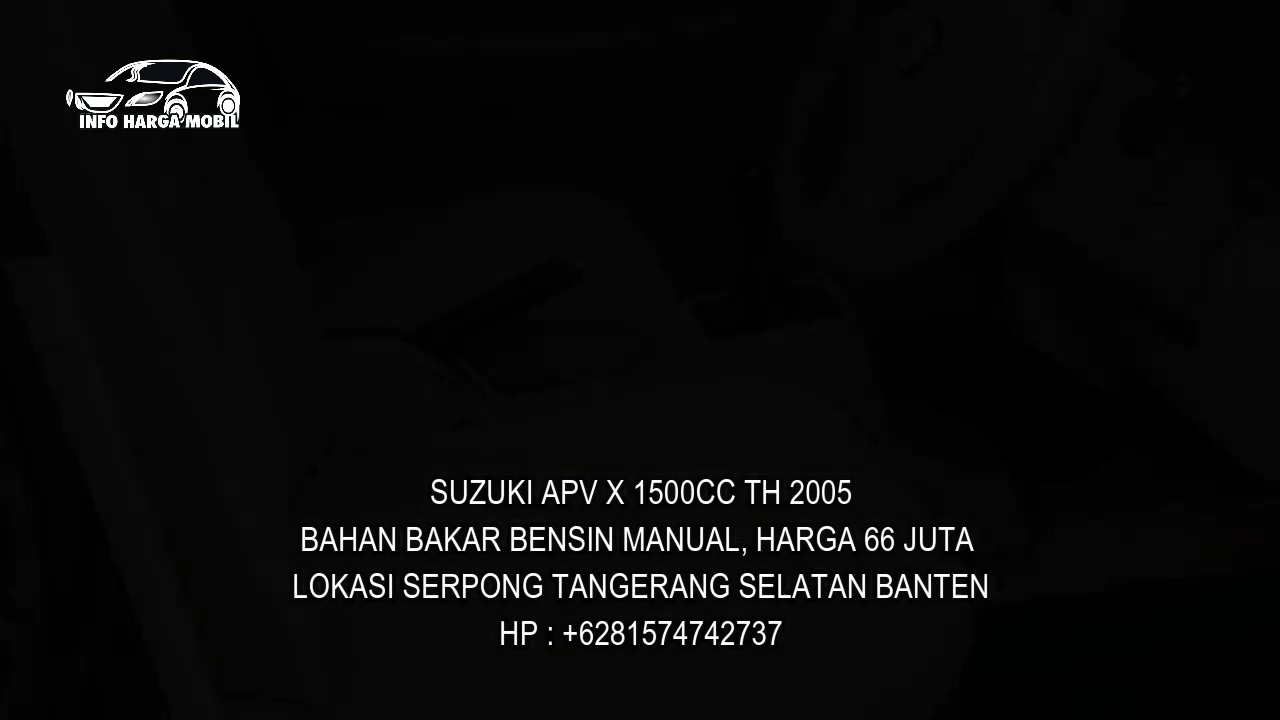 INFO HARGA MOBIL
SUZUKI APV X 1500CC TH 2005
BAHAN BAKAR BENSIN MANUAL, HARGA 66 JUTA
LOKASI SERPONG TANGERANG SELATAN BANTEN
HP : +6281574742737